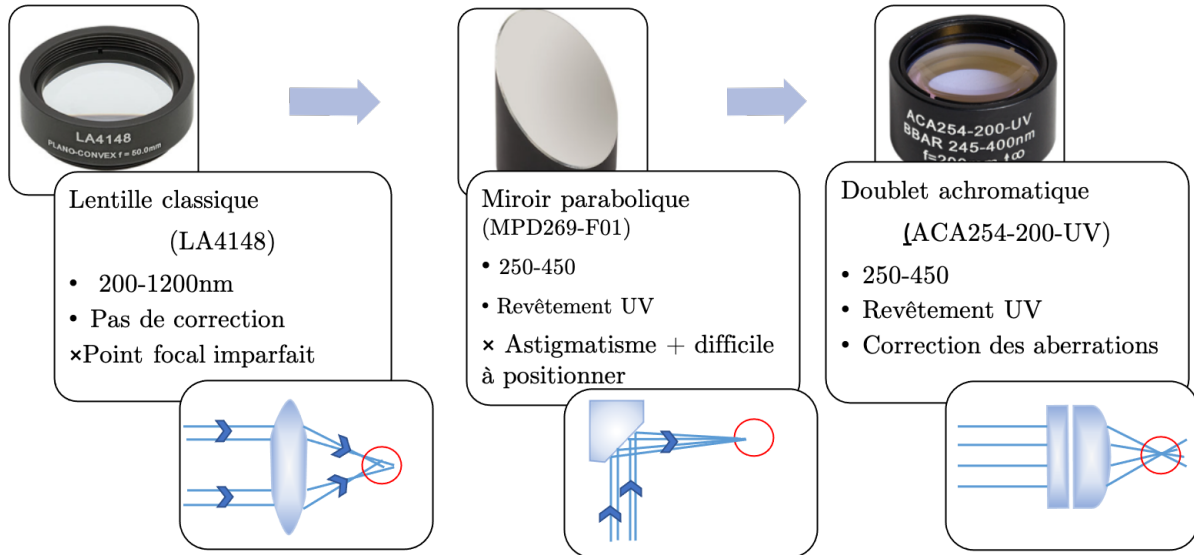 LA4148
PLANO-CONVEX f = 50.0mm
ACA254-200-UV
BBAR 245-400nm
Lentille classique
(LA4148)
• 200-1200nm
• Pas de correction
×Point focal imparfait
Miroir parabolique
(MPD269-F01)
• 250-450
• Revêtement UV
× Astigmatisme + difficile
à positionner
Doublet achromatique
(ACA254-200-UV)
• 250-450
• Revêtement UV
• Correction des aberrations